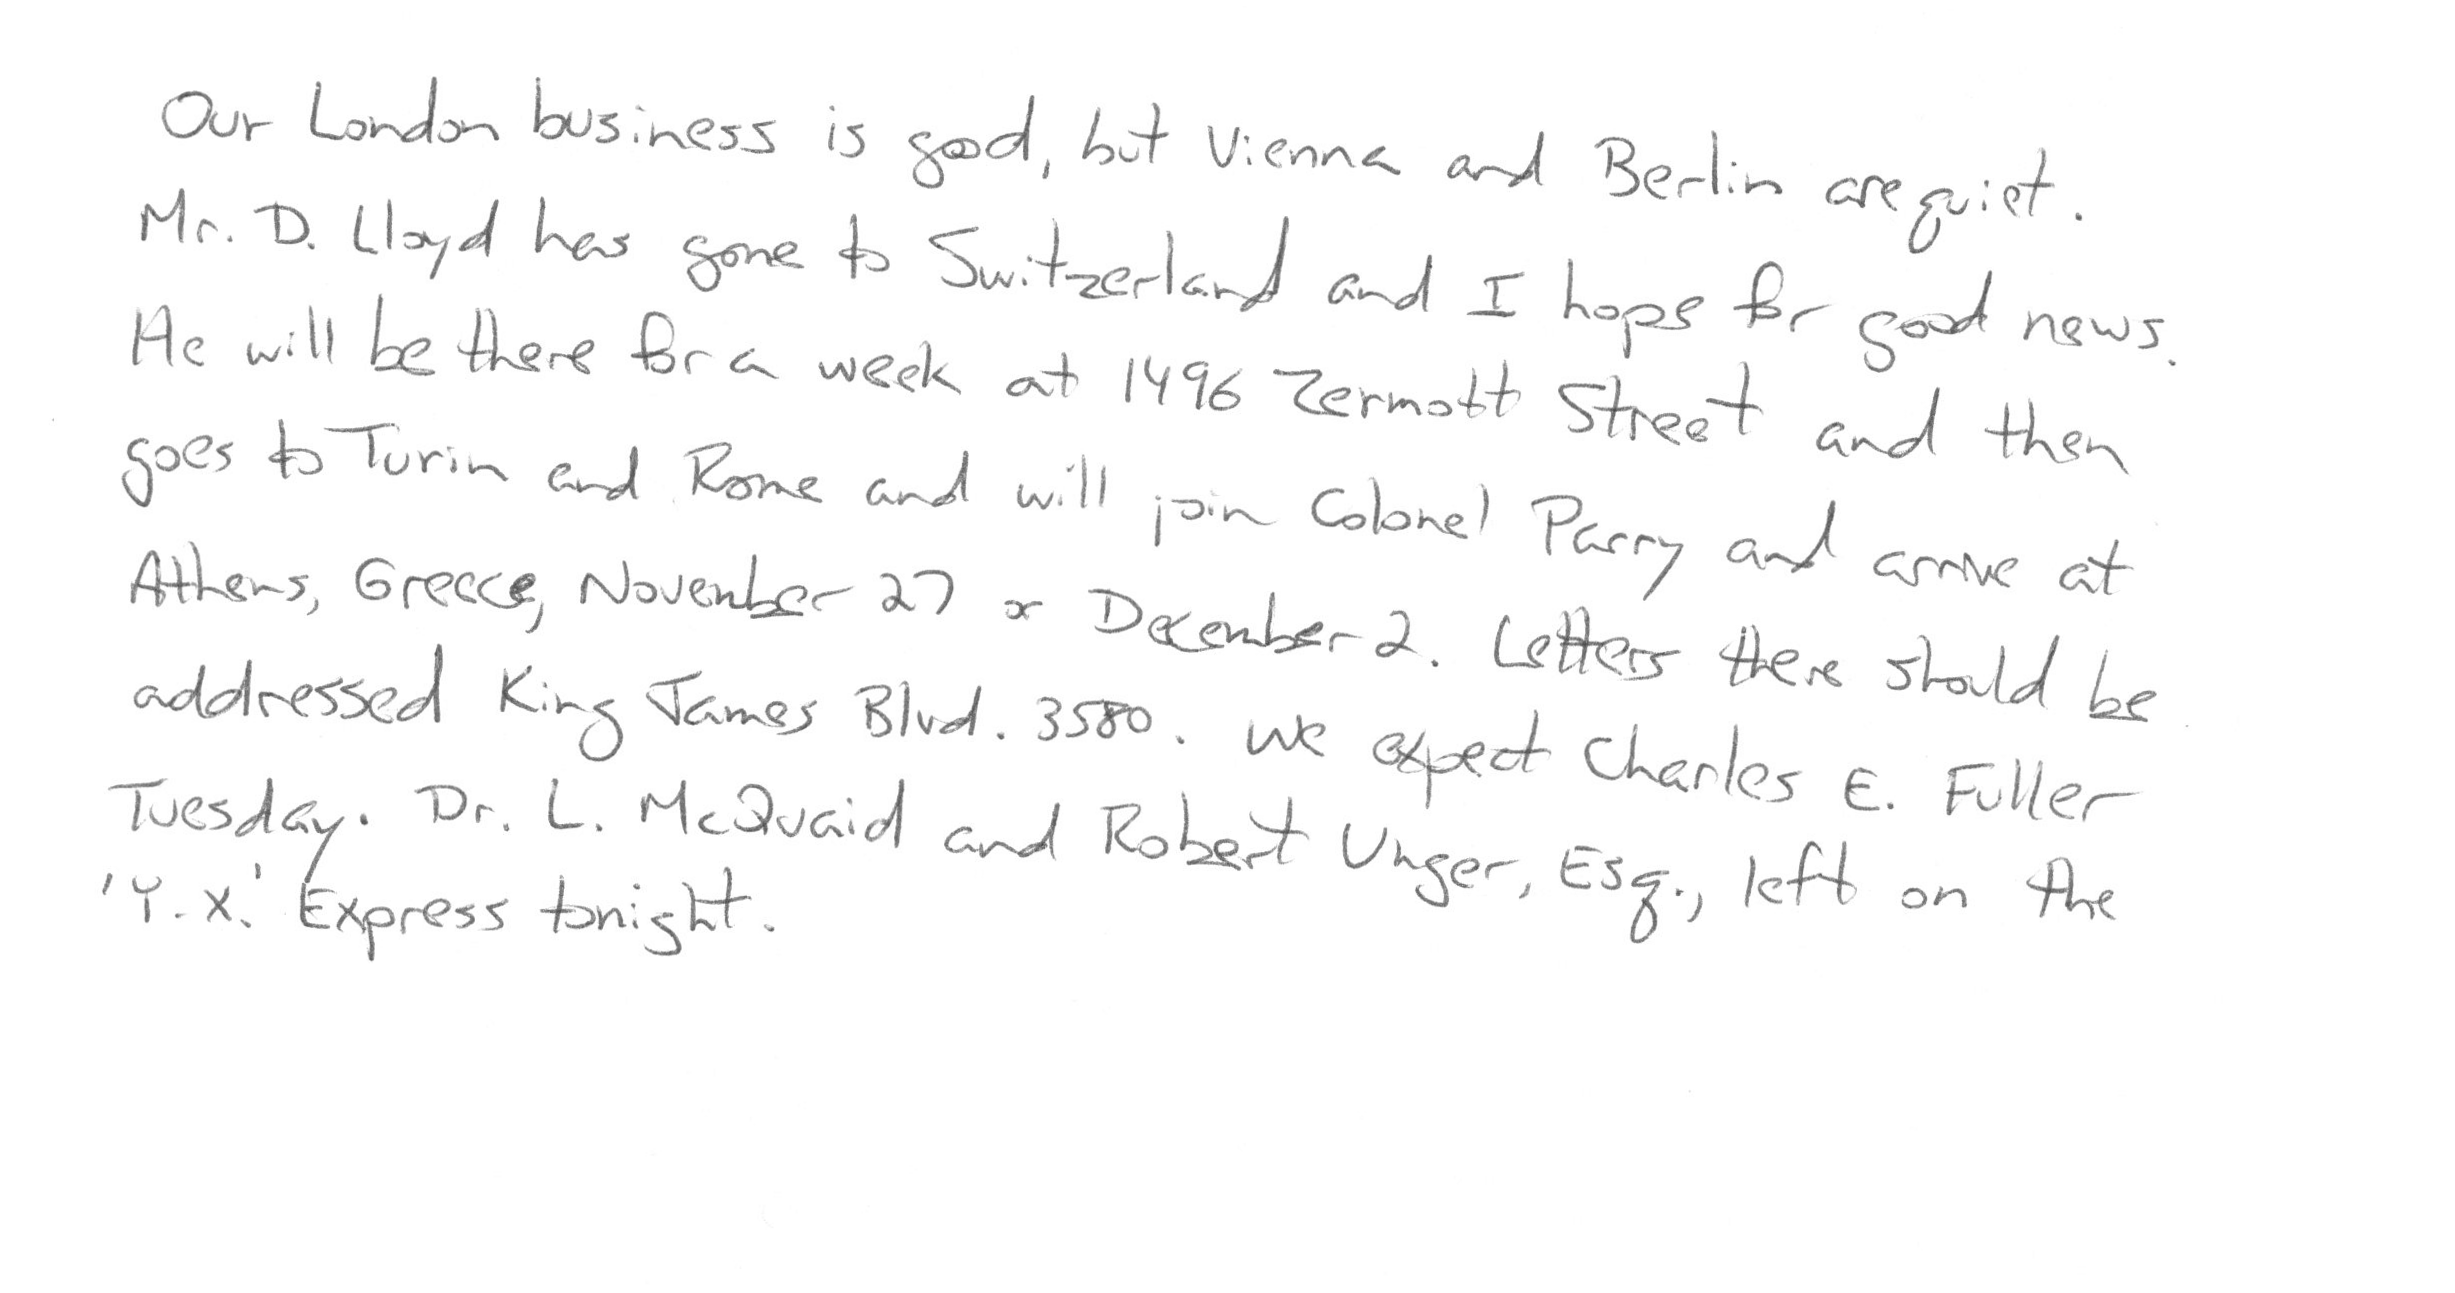 Our London business is good, but Vienna and Berlin are quiet.
Mr. D. Lloyd has gone to Switzerland and I hope for good news.
He will be there for a week at 1496 Zermott Street and then
goes to Turin and Rome and will join Colonel Parry and arrive at
Athens, Greece, November 27 or December 2. Letters there should be
addressed King James Blvd. 3580. We expect Charles E. Fuller
Tuesday. Dr. L. McQuaid and Robert Unger, Esq., left on the
'Y.X.' Express tonight.